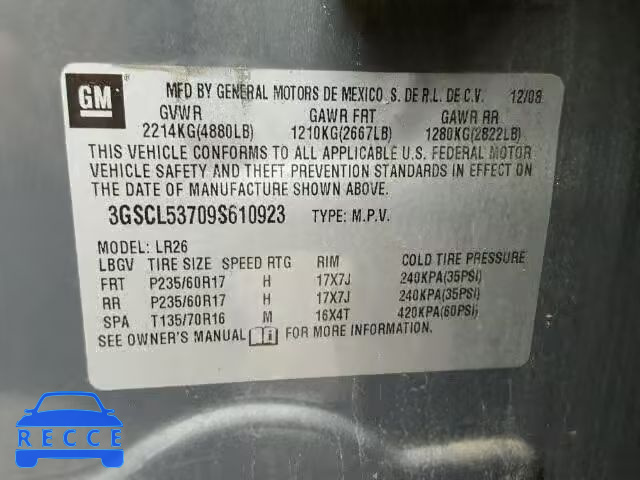 GM
®
MFD BY GENERAL MOTORS DE MEXICO, S. DE R.L. DE C.V. 12/08
GVWR GAWR FRT GAWR RR
2214KG(4880LB) 1210KG(2667LB) 1280KG(2822LB)
THIS VEHICLE CONFORMS TO ALL APPLICABLE U.S. FEDERAL MOTOR
VEHICLE SAFETY AND THEFT PREVENTION STANDARDS IN EFFECT ON
THE DATE OF MANUFACTURE SHOWN ABOVE.
3GSCL53709S610923 TYPE: M.P.V.
MODEL: LR26
LBGV TIRE SIZE SPEED RTG RIM COLD TIRE PRESSURE
FRT P235/60R17 H 17X7J 240KPA(35PSI)
RR P235/60R17 H 17X7J 240KPA(35PSI)
SPA T135/70R16 M 16X4T 420KPA(60PSI)
SEE OWNER'S MANUAL FOR MORE INFORMATION.
RECCE